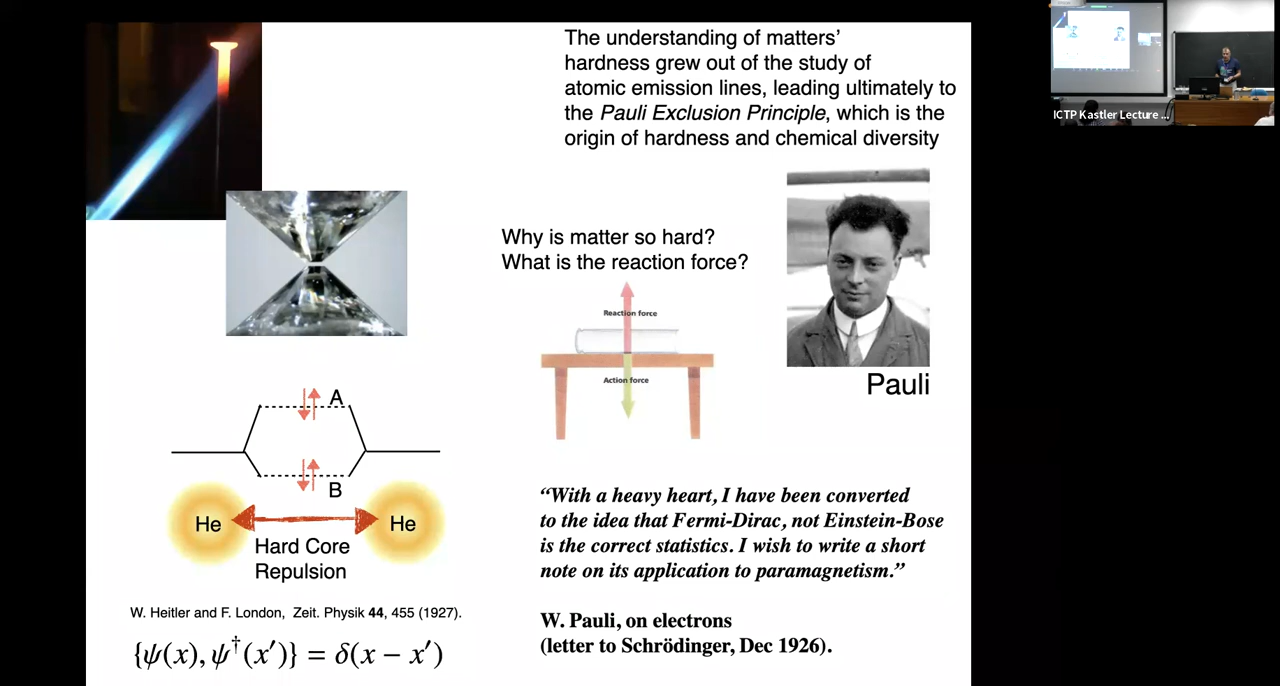 The understanding of matters'
hardness grew out of the study of
atomic emission lines, leading ultimately to
the Pauli Exclusion Principle, which is the
origin of hardness and chemical diversity
ICTP Kastler Lecture ...
Why is matter so hard?
What is the reaction force?
Reaction force
Action force
Pauli
A
B
He
He
Hard Core
Repulsion
W. Heitler and F. London, Zeit. Physik 44, 455 (1927).
{ψ(x), ψ†(x′)} = δ(x − x′)
“With a heavy heart, I have been converted
to the idea that Fermi-Dirac, not Einstein-Bose
is the correct statistics. I wish to write a short
note on its application to paramagnetism.”
W. Pauli, on electrons
(letter to Schrödinger, Dec 1926).